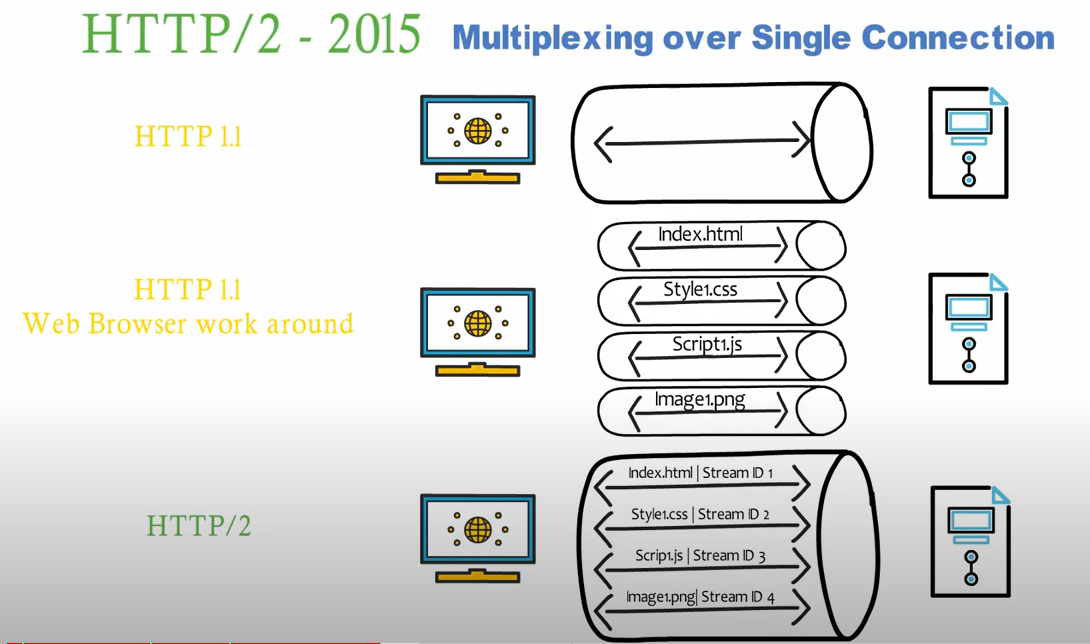 HTTP/2 - 2015 Multiplexing over Single Connection
HTTP 1.1
Index.html
Style1.css
HTTP 1.1
Web Browser work around
Script1.js
Image1.png
Index.html | Stream ID 1
Style1.css | Stream ID 2
HTTP/2
Scrip1.js | Stream ID 3
Image1.png| Stream ID 4